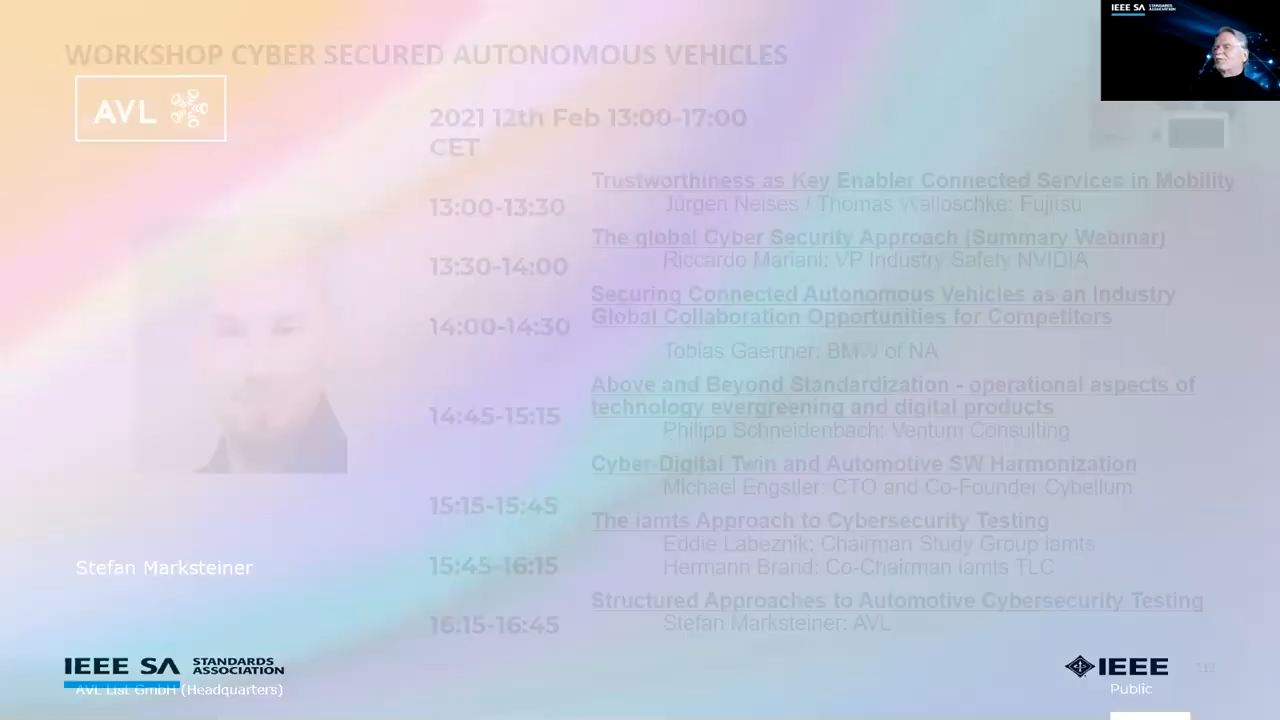 IEEE SA STANDARDS ASSOCIATION
WORKSHOP CYBER SECURED AUTONOMOUS VEHICLES
AVL
2021 12th Feb 13:00-17:00
CET
13:00-13:30
Trustworthiness as Key Enabler Connected Services in Mobility
Jürgen Neises / Thomas Walloschke: Fujitsu
13:30-14:00
The global Cyber Security Approach (Summary Webinar)
Riccardo Mariani: VP Industry Safety NVIDIA
14:00-14:30
Securing Connected Autonomous Vehicles as an Industry
Global Collaboration Opportunities for Competitors
Tobias Gaertner: BMW of NA
14:45-15:15
Above and Beyond Standardization - operational aspects of
technology evergreening and digital products
Philipp Schneidenbach: Ventum Consulting
15:15-15:45
Cyber Digital Twin and Automotive SW Harmonization
Michael Engstler: CTO and Co-Founder Cybellum
15:45-16:15
The iamts Approach to Cybersecurity Testing
Eddie Labeznik: Chairman Study Group iamts
Hermann Brand: Co-Chairman Iamts TLC
16:15-16:45
Structured Approaches to Automotive Cybersecurity Testing
Stefan Marksteiner: AVL
Stefan Marksteiner
IEEE SA STANDARDS ASSOCIATION
AVL List GmbH (Headquarters)
IEEE
Public